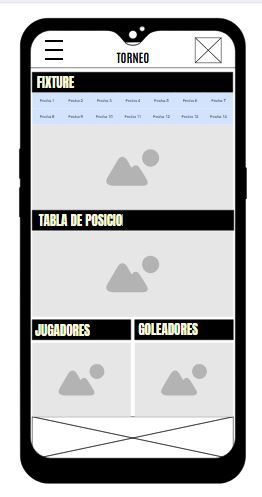 TORNEO
FIXTURE
Fecha 1 Fecha 2 Fecha 3 Fecha 4 Fecha 5 Fecha 6 Fecha 7
Fecha 8 Fecha 9 Fecha 10 Fecha 11 Fecha 12 Fecha 13 Fecha 14
TABLA DE POSICIO
JUGADORES GOLEADORES